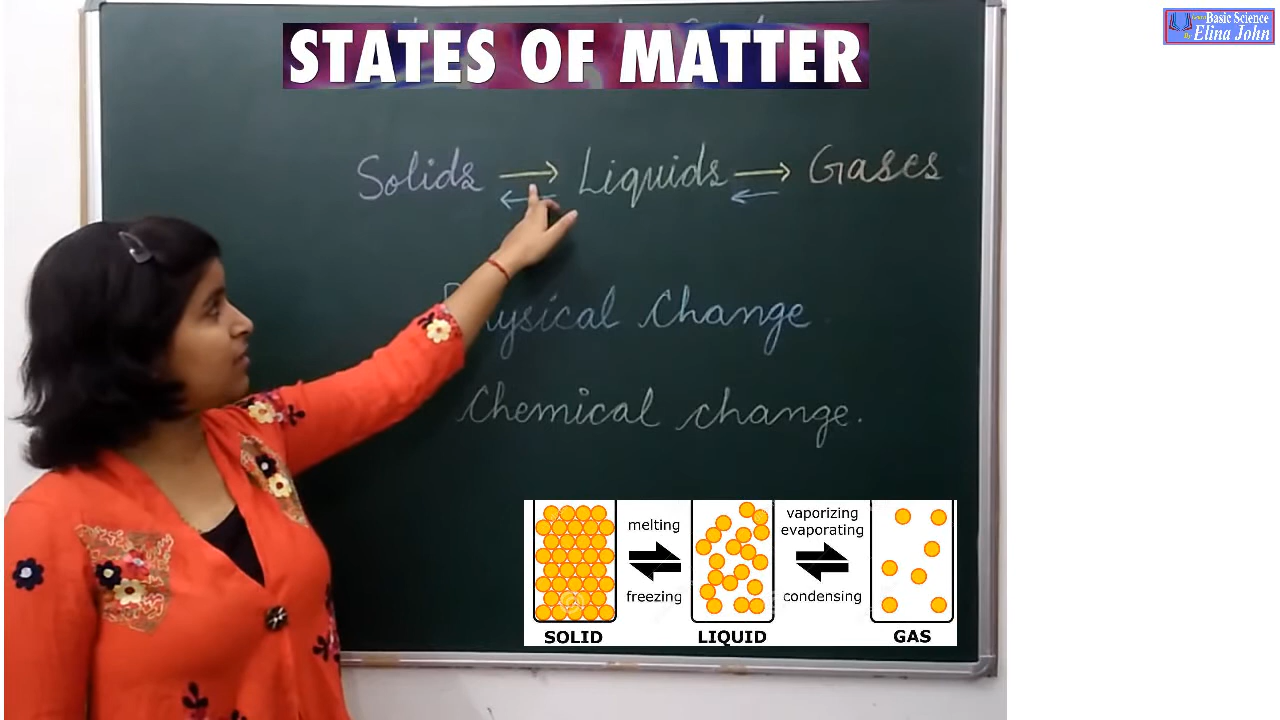 STATES OF MATTER
Basic Science
By Elina John
Solids → Liquids → Gases
← ←
Physical Change
Chemical change.
melting
vaporizing
evaporating
freezing
condensing
SOLID LIQUID GAS